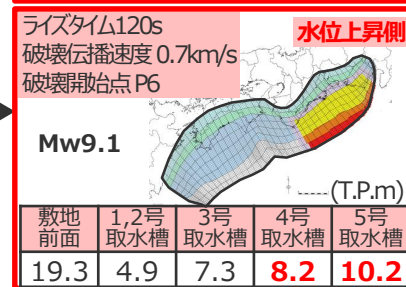 ライズタイム120s
破壊伝播速度 0.7km/s
破壊開始点 P6
水位上昇側
Mw9.1
(T.P.m)
敷地前面 1,2号取水槽 3号取水槽 4号取水槽 5号取水槽
19.3 4.9 7.3 8.2 10.2